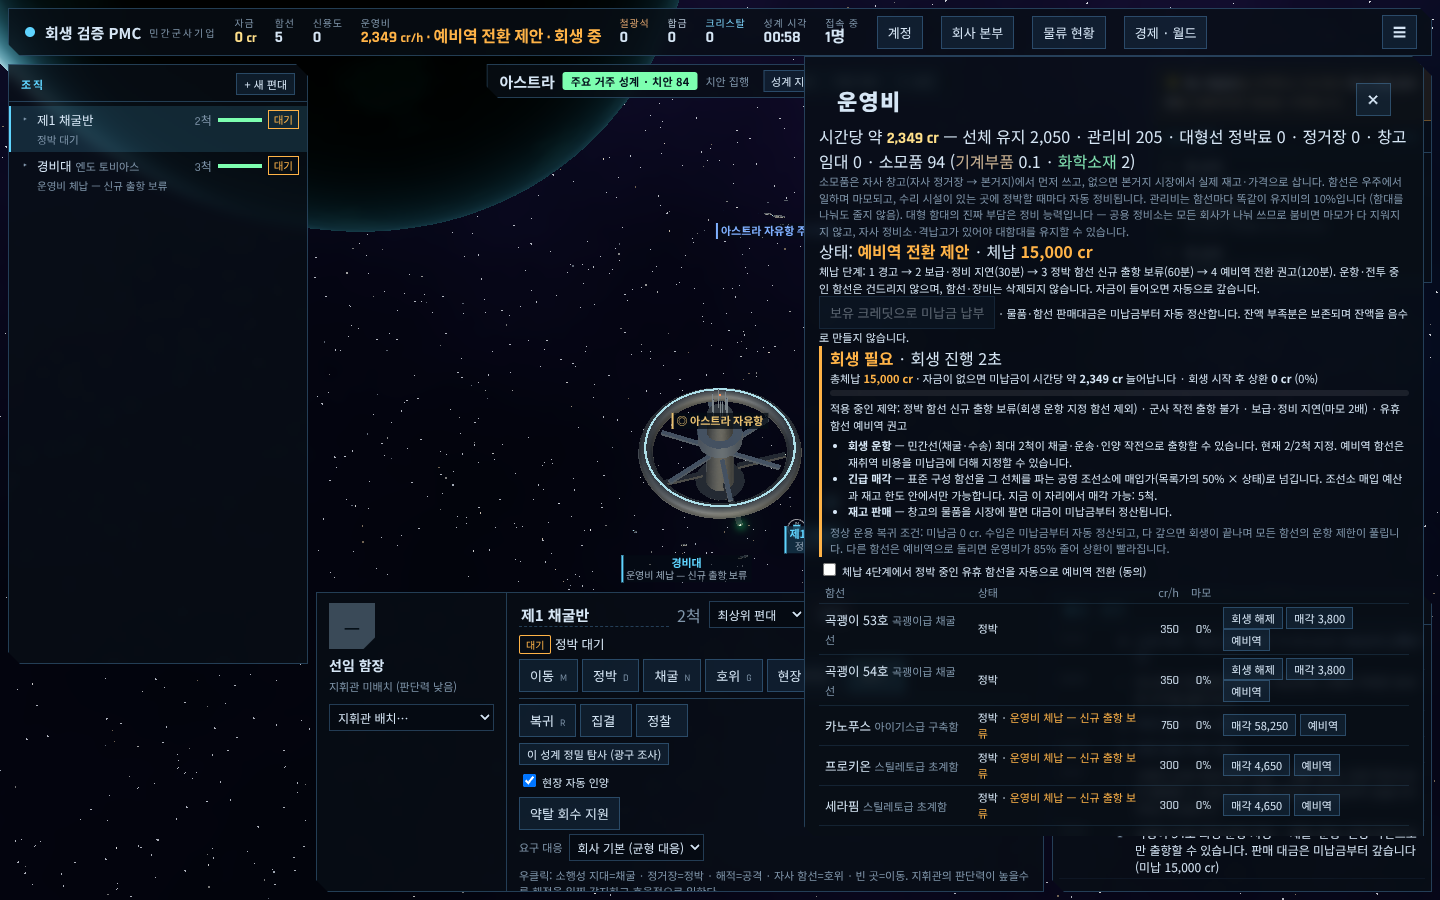 회생 검증 PMC 민간군사기업
자금 0 cr
함선 5
신용도 0
운영비 2,349 cr/h · 예비역 전환 제안 · 회생 중
철광석 0
합금 0
크리스탈 0
성계 시각 00:58
접속 중 1명
계정
회사 본부
물류 현황
경제 · 월드
☰
조직
+ 새 편대
제1 채굴반 2척 대기
정박 대기
경비대 엔도 토비아스 3척 대기
운영비 체납 — 신규 출항 보류
아스트라 주요 거주 성계 · 치안 84 치안 집행 성계 지
아스트라 자유항 주
◎ 아스트라 자유항
제1
정
경비대
운영비 체납 — 신규 출항 보류
운영비
×
시간당 약 2,349 cr — 선체 유지 2,050 · 관리비 205 · 대형선 정박료 0 · 정거장 0 · 창고
임대 0 · 소모품 94 (기계부품 0.1 · 화학소재 2)
소모품은 자사 창고(자사 정거장 → 본거지)에서 먼저 쓰고, 없으면 본거지 시장에서 실제 재고·가격으로 삽니다. 함선은 우주에서
일하며 마모되고, 수리 시설이 있는 곳에 정박할 때마다 자동 정비됩니다. 관리비는 함선마다 똑같이 유지비의 10%입니다 (함대를
나눠도 줄지 않음). 대형 함대의 진짜 부담은 정비 능력입니다 — 공용 정비소는 모든 회사가 나눠 쓰므로 붐비면 마모가 다 지워지
지 않고, 자사 정비소·격납고가 있어야 대함대를 유지할 수 있습니다.
상태: 예비역 전환 제안 · 체납 15,000 cr
체납 단계: 1 경고 → 2 보급·정비 지연(30분) → 3 정박 함선 신규 출항 보류(60분) → 4 예비역 전환 권고(120분). 운항·전투 중
인 함선은 건드리지 않으며, 함선·장비는 삭제되지 않습니다. 자금이 들어오면 자동으로 갚습니다.
보유 크레딧으로 미납금 납부 · 물품·함선 판매대금은 미납금부터 자동 정산합니다. 잔액 부족분은 보존되며 잔액을 음수
로 만들지 않습니다.
회생 필요 · 회생 진행 2초
총체납 15,000 cr · 자금이 없으면 미납금이 시간당 약 2,349 cr 늘어납니다 · 회생 시작 후 상환 0 cr (0%)
적용 중인 제약: 정박 함선 신규 출항 보류(회생 운항 지정 함선 제외) · 군사 작전 출항 불가 · 보급·정비 지연(마모 2배) · 유휴
함선 예비역 권고
• 회생 운항 — 민간선(채굴·수송) 최대 2척이 채굴·운송·인양 작전으로 출항할 수 있습니다. 현재 2/2척 지정. 예비역 함선은
재취역 비용을 미납금에 더해 지정할 수 있습니다.
• 긴급 매각 — 표준 구성 함선을 그 선체를 파는 공영 조선소에 매입가(목록가의 50% × 상태)로 넘깁니다. 조선소 매입 예산
과 재고 한도 안에서만 가능합니다. 지금 이 자리에서 매각 가능: 5척.
• 재고 판매 — 창고의 물품을 시장에 팔면 대금이 미납금부터 정산됩니다.
정상 운용 복귀 조건: 미납금 0 cr. 수입은 미납금부터 자동 정산되고, 다 갚으면 회생이 끝나며 모든 함선의 운항 제한이 풀립니
다. 다른 함선은 예비역으로 돌리면 운영비가 85% 줄어 상환이 빨라집니다.
체납 4단계에서 정박 중인 유휴 함선을 자동으로 예비역 전환 (동의)
함선 상태 cr/h 마모
곡괭이 53호 곡괭이급 채굴선 정박 350 0% 회생 해제 매각 3,800 예비역
곡괭이 54호 곡괭이급 채굴선 정박 350 0% 회생 해제 매각 3,800 예비역
카노푸스 아이기스급 구축함 정박 · 운영비 체납 — 신규 출항 보류 750 0% 매각 58,250 예비역
프로키온 스틸레토급 초계함 정박 · 운영비 체납 — 신규 출항 보류 300 0% 매각 4,650 예비역
세라핌 스틸레토급 초계함 정박 · 운영비 체납 — 신규 출항 보류 300 0% 매각 4,650 예비역
—
선임 함장
지휘관 미배치 (판단력 낮음)
지휘관 배치…
제1 채굴반 2척 최상위 편대
대기 정박 대기
이동 M
정박 D
채굴 N
호위 G
현장
복귀 R
집결
정찰
이 성계 정밀 탐사 (광구 조사)
현장 자동 인양
약탈 회수 지원
요구 대응 회사 기본 (균형 대응)
우클릭: 소행성 지대=채굴 · 정거장=정박 · 해적=공격 · 자사 함선=호위 · 빈 곳=이동. 지휘관의 판단력이 높을수
만 출항할 수 있습니다. 판매 대금은 미납금부터 갚습니다
(미납 15,000 cr)